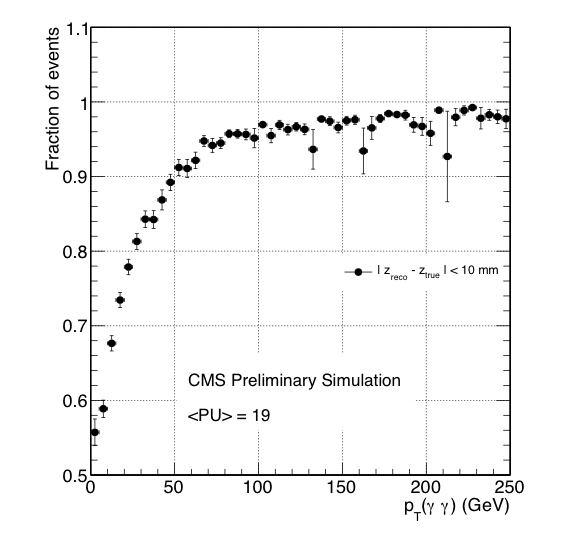 Fraction of events
1.1
1
0.9
0.8
0.7
0.6
0.5
| z_reco - z_true | < 10 mm
CMS Preliminary Simulation
<PU> = 19
0 50 100 150 200 250
p_T(γ γ) (GeV)